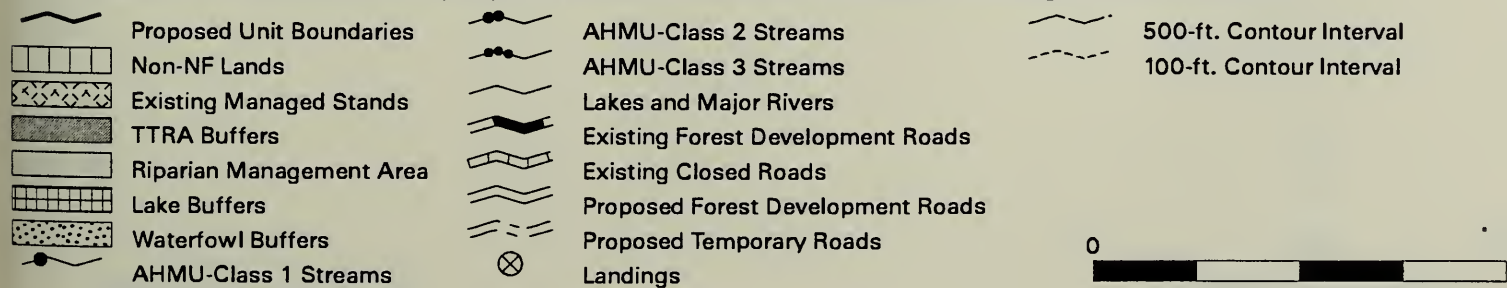 Proposed Unit Boundaries
Non-NF Lands
Existing Managed Stands
TTRA Buffers
Riparian Management Area
Lake Buffers
Waterfowl Buffers
AHMU-Class 1 Streams
AHMU-Class 2 Streams
AHMU-Class 3 Streams
Lakes and Major Rivers
Existing Forest Development Roads
Existing Closed Roads
Proposed Forest Development Roads
Proposed Temporary Roads
Landings
500-ft. Contour Interval
100-ft. Contour Interval
0